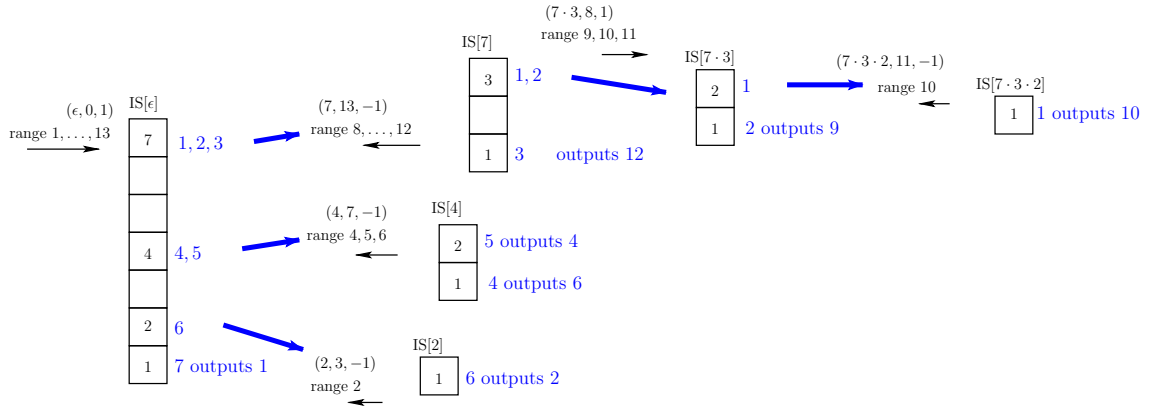 (ϵ, 0, 1)
range 1, . . . , 13
IS[ϵ]
7
1, 2, 3
4
4, 5
2
6
1
7 outputs 1
(7, 13, −1)
range 8, . . . , 12
IS[7]
3
1, 2
1
3 outputs 12
(7 · 3, 8, 1)
range 9, 10, 11
IS[7 · 3]
2
1
1
2 outputs 9
(7 · 3 · 2, 11, −1)
range 10
IS[7 · 3 · 2]
1
1 outputs 10
(4, 7, −1)
range 4, 5, 6
IS[4]
2
5 outputs 4
1
4 outputs 6
(2, 3, −1)
range 2
IS[2]
1
6 outputs 2